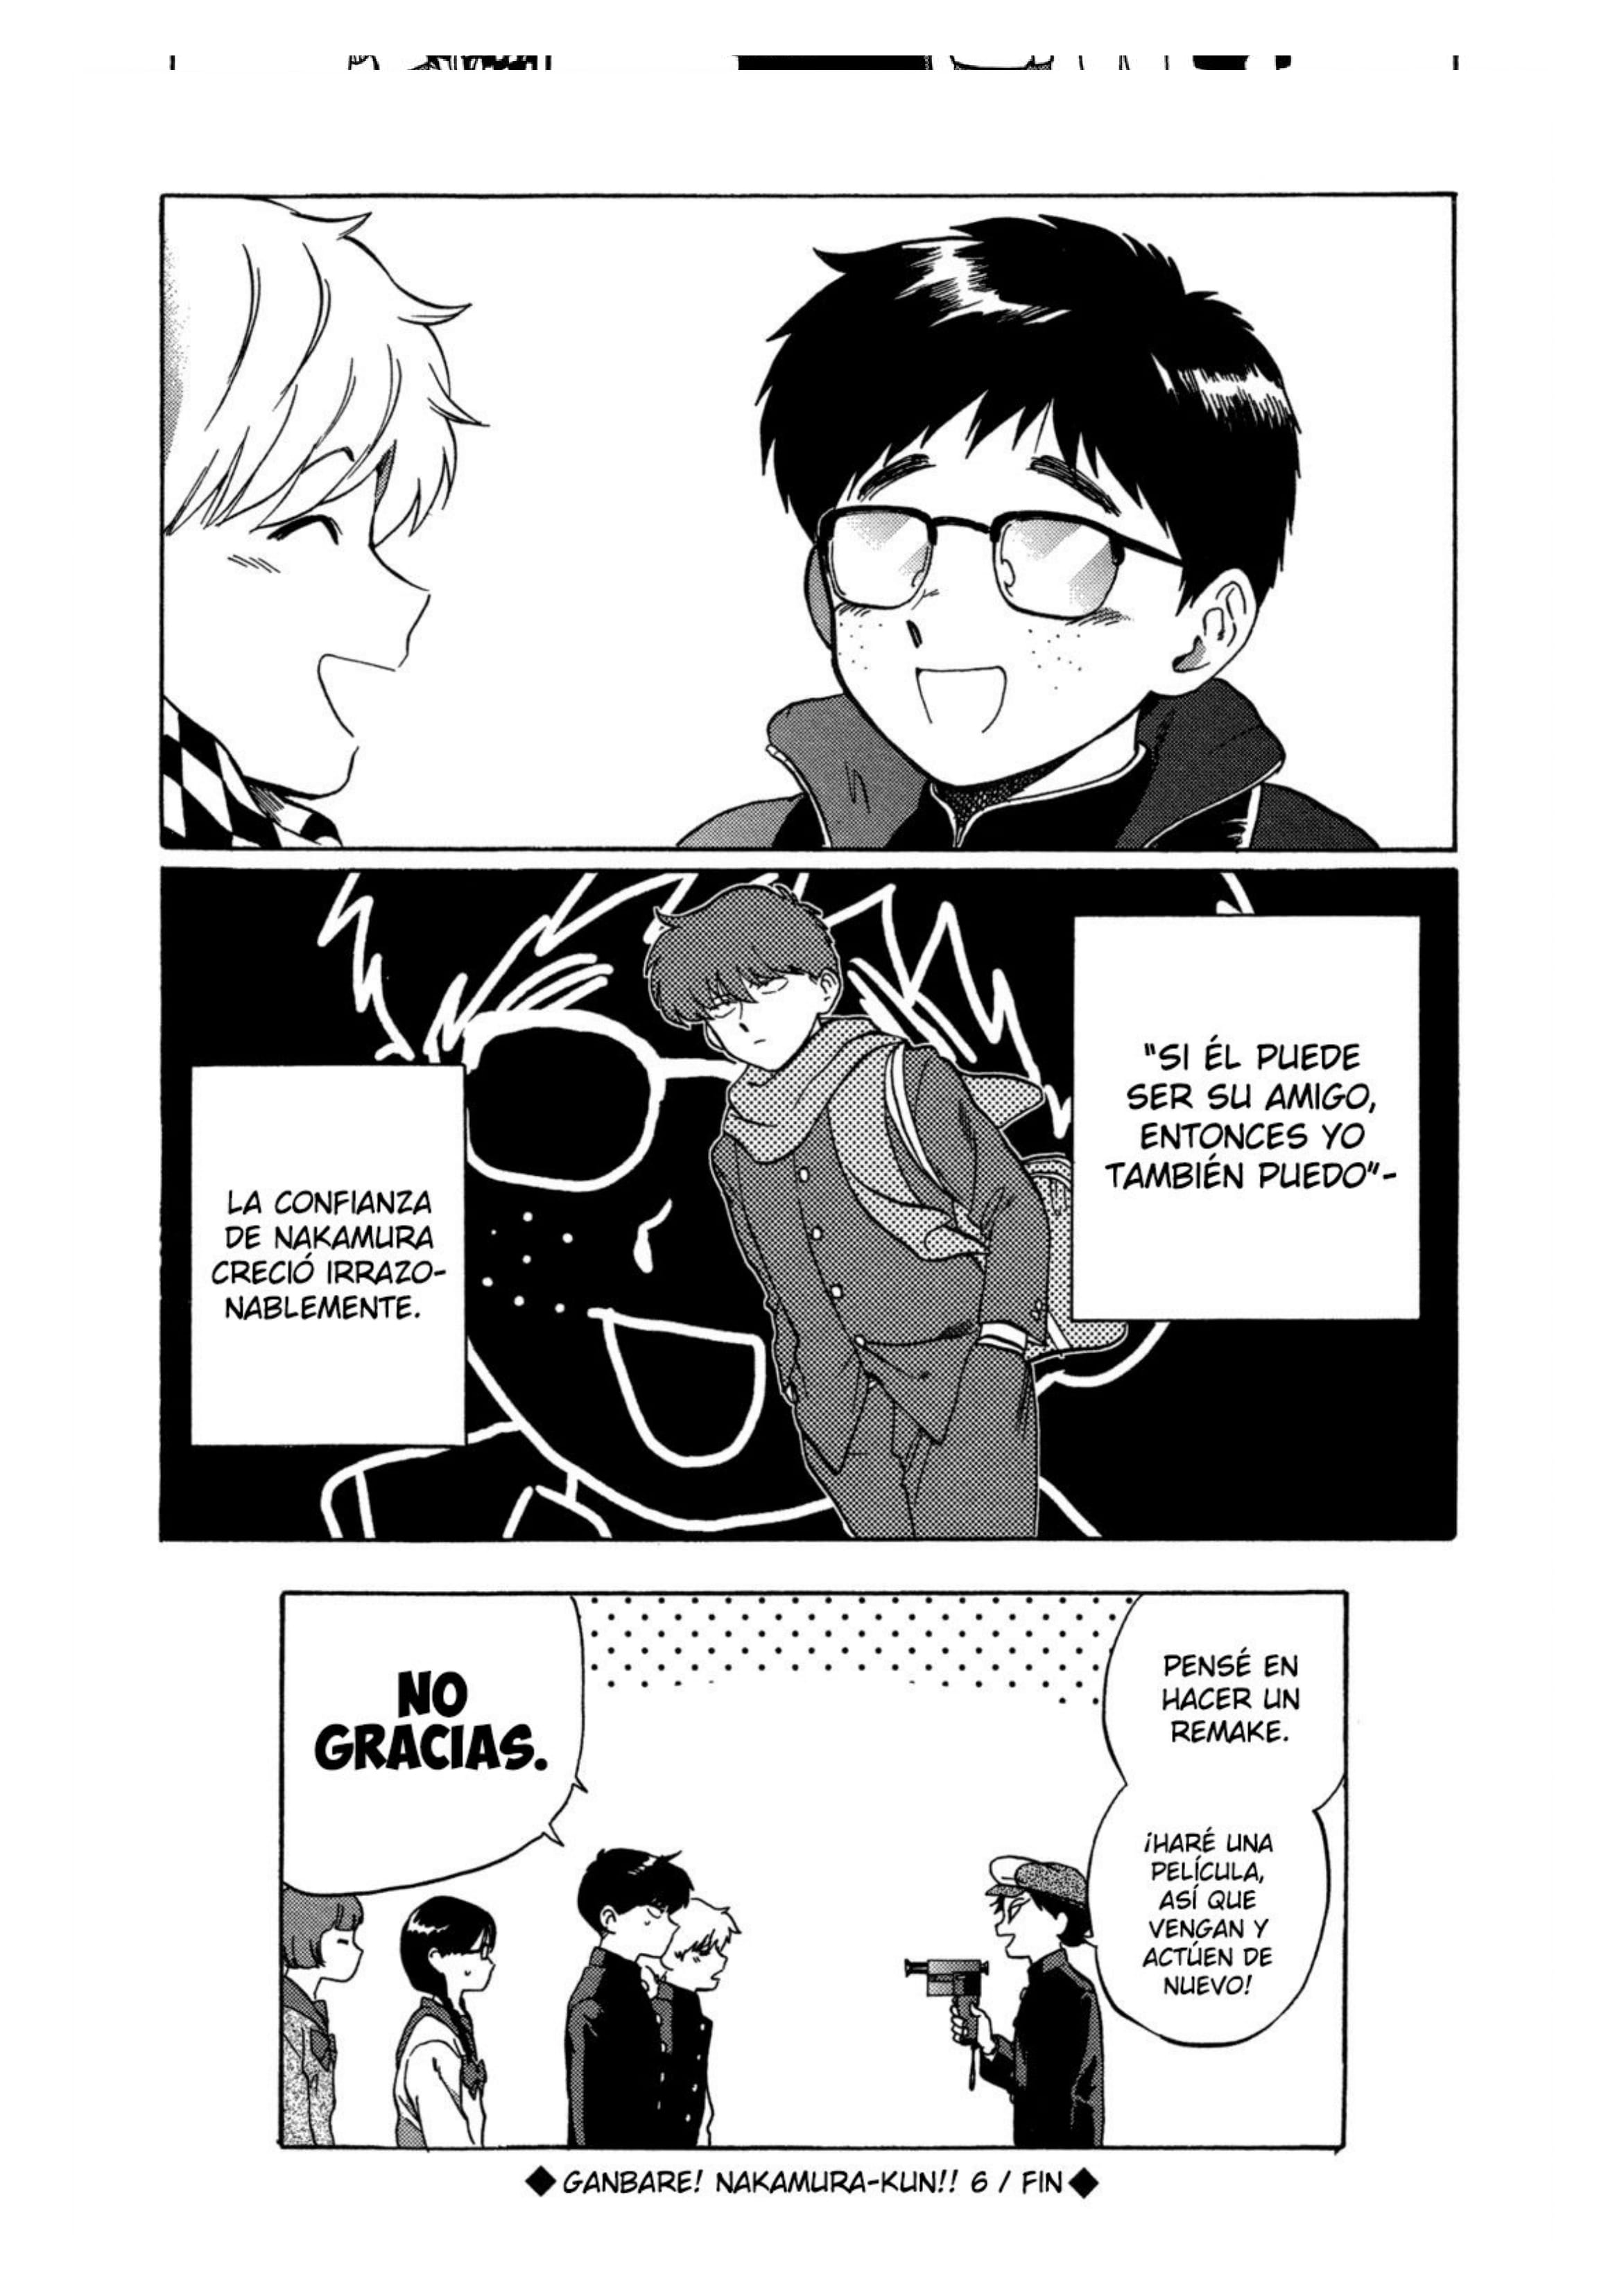 "SI ÉL PUEDE
SER SU AMIGO,
ENTONCES YO
TAMBIÉN PUEDO"-
LA CONFIANZA
DE NAKAMURA
CRECIÓ IRRAZO-
NABLEMENTE.
PENSÉ EN
HACER UN
REMAKE.
¡HARÉ UNA
PELÍCULA,
ASÍ QUE
VENGAN Y
ACTÚEN DE
NUEVO!
NO
GRACIAS.
◆ GANBARE! NAKAMURA-KUN!! 6 / FIN ◆